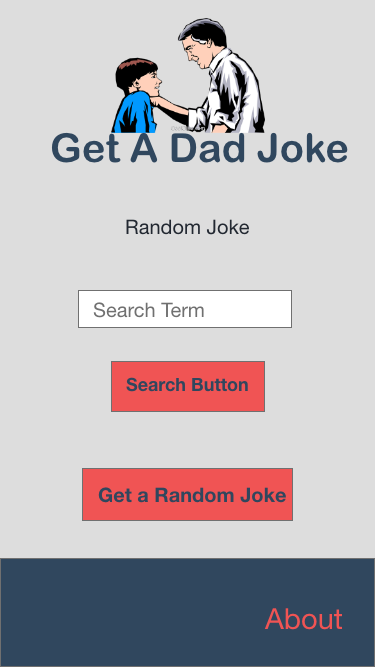 Get A Dad Joke
Random Joke
Search Term
Search Button
Get a Random Joke
About